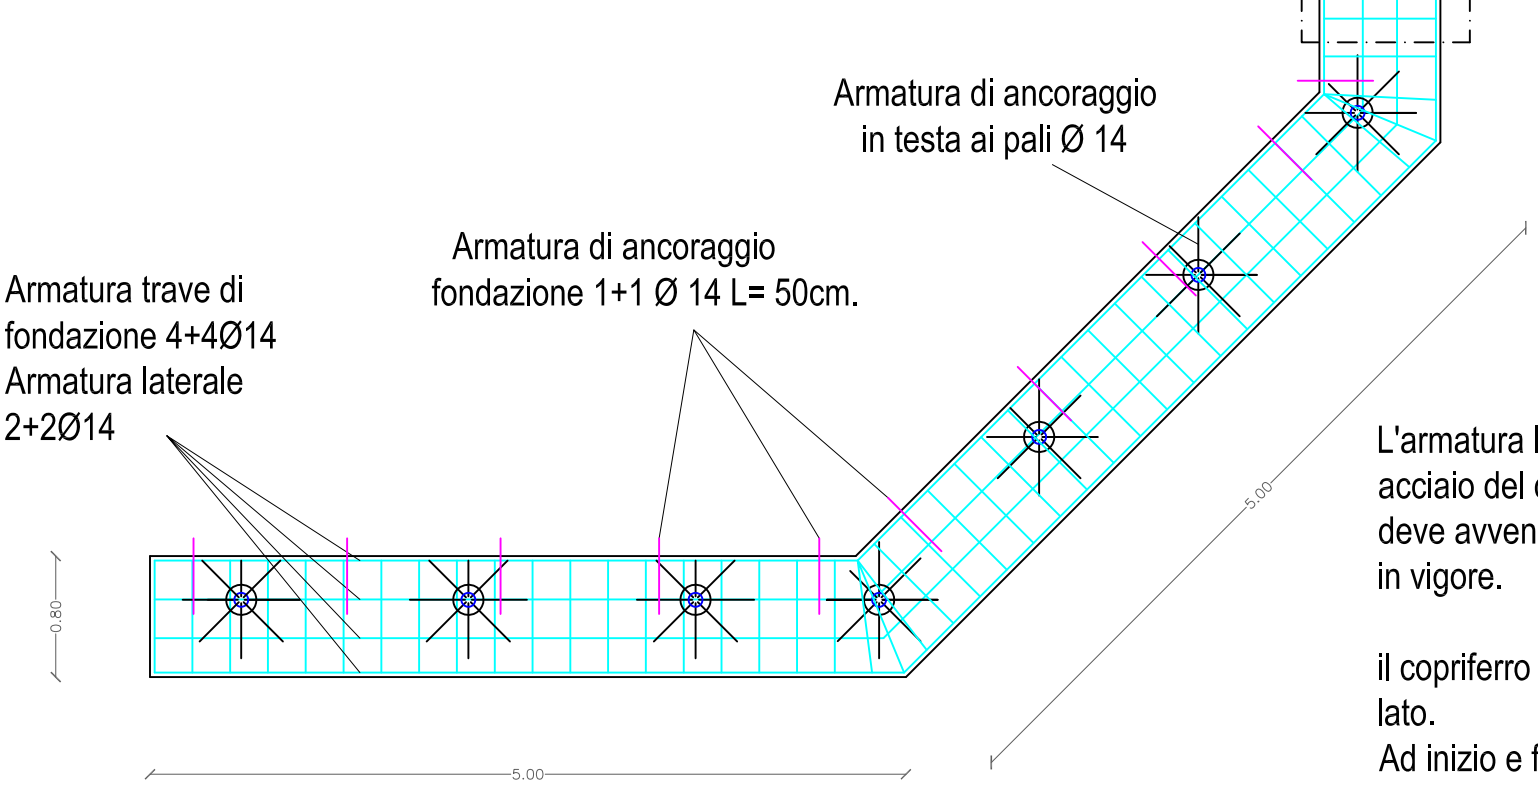 Armatura di ancoraggio
in testa ai pali Ø 14
Armatura di ancoraggio
fondazione 1+1 Ø 14 L= 50cm.
Armatura trave di
fondazione 4+4Ø14
Armatura laterale
2+2Ø14
L'armatura
acciaio del
deve avven
in vigore.
il copriferro
lato.
Ad inizio e
0.80
5.00
5.00